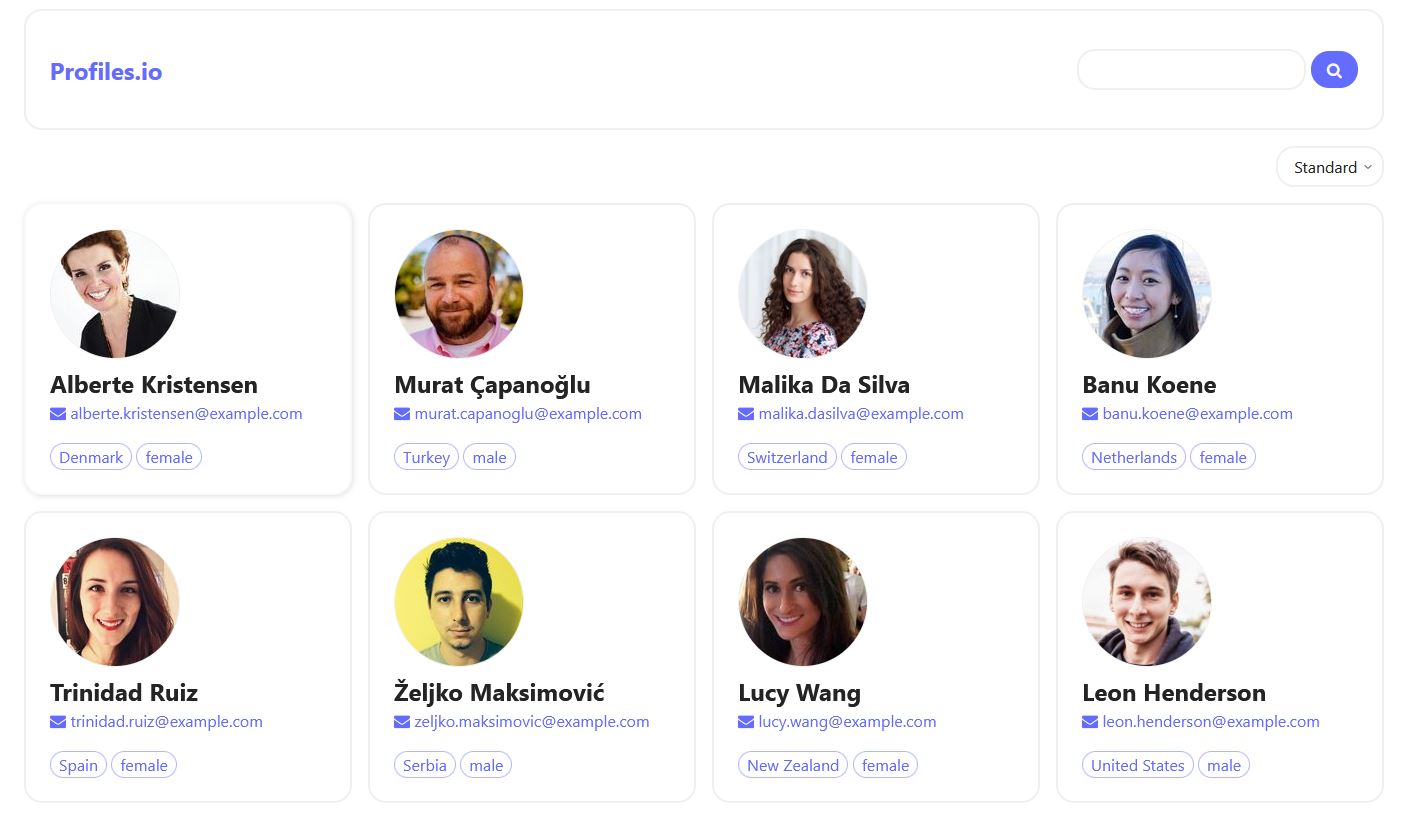 Profiles.io
Standard
Alberte Kristensen
alberte.kristensen@example.com
Denmark female
Murat Çapanoğlu
murat.capanoglu@example.com
Turkey male
Malika Da Silva
malika.dasilva@example.com
Switzerland female
Banu Koene
banu.koene@example.com
Netherlands female
Trinidad Ruiz
trinidad.ruiz@example.com
Spain female
Željko Maksimović
zeljko.maksimovic@example.com
Serbia male
Lucy Wang
lucy.wang@example.com
New Zealand female
Leon Henderson
leon.henderson@example.com
United States male